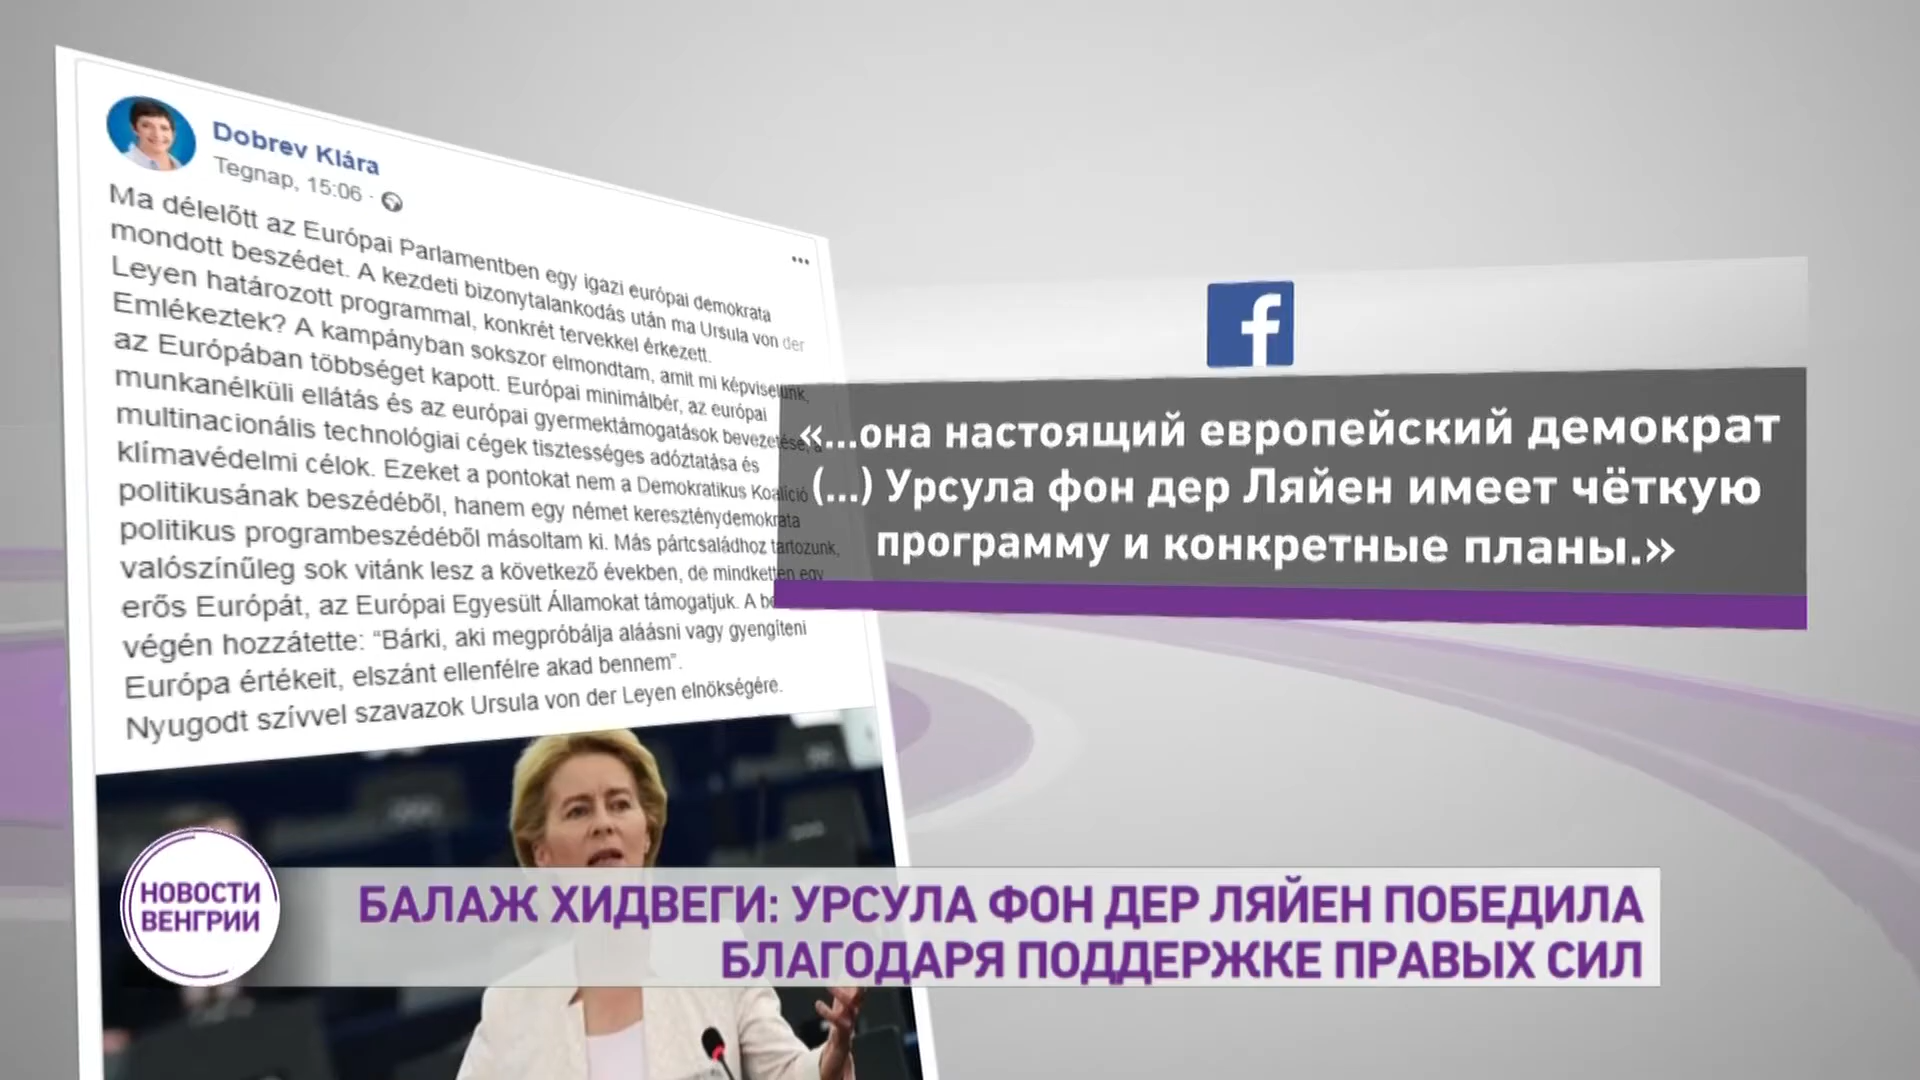 Dobrev Klára
Tegnap, 15:06 ·
Ma délelőtt az Európai Parlamentben egy igazi európai demokrata
mondott beszédet. A kezdeti bizonytalankodás után ma Ursula von der
Leyen határozott programmal, konkrét tervekkel érkezett.
Emlékeztek? A kampányban sokszor elmondtam, amit mi képviselünk,
az Európában többséget kapott. Európai minimálbér, az európai
munkanélküli ellátás és az európai gyermektámogatások bevezetése, a
multinacionális technológiai cégek tisztességes adóztatása és
klímavédelmi célok. Ezeket a pontokat nem a Demokratikus Koalíció
politikusának beszédéből, hanem egy német kereszténydemokrata
politikus programbeszédéből másoltam ki. Más pártcsaládhoz tartozunk,
valószínűleg sok vitánk lesz a következő években, de mindketten egy
erős Európát, az Európai Egyesült Államokat támogatjuk. A
végén hozzátette: “Bárki, aki megpróbálja aláásni vagy gyengíteni
Európa értékeit, elszánt ellenfélre akad bennem”.
Nyugodt szívvel szavazok Ursula von der Leyen elnökségére.
f
«...она настоящий европейский демократ
(...) Урсула фон дер Ляйен имеет чёткую
программу и конкретные планы.»
НОВОСТИ
ВЕНГРИИ
БАЛАЖ ХИДВЕГИ: УРСУЛА ФОН ДЕР ЛЯЙЕН ПОБЕДИЛА
БЛАГОДАРЯ ПОДДЕРЖКЕ ПРАВЫХ СИЛ